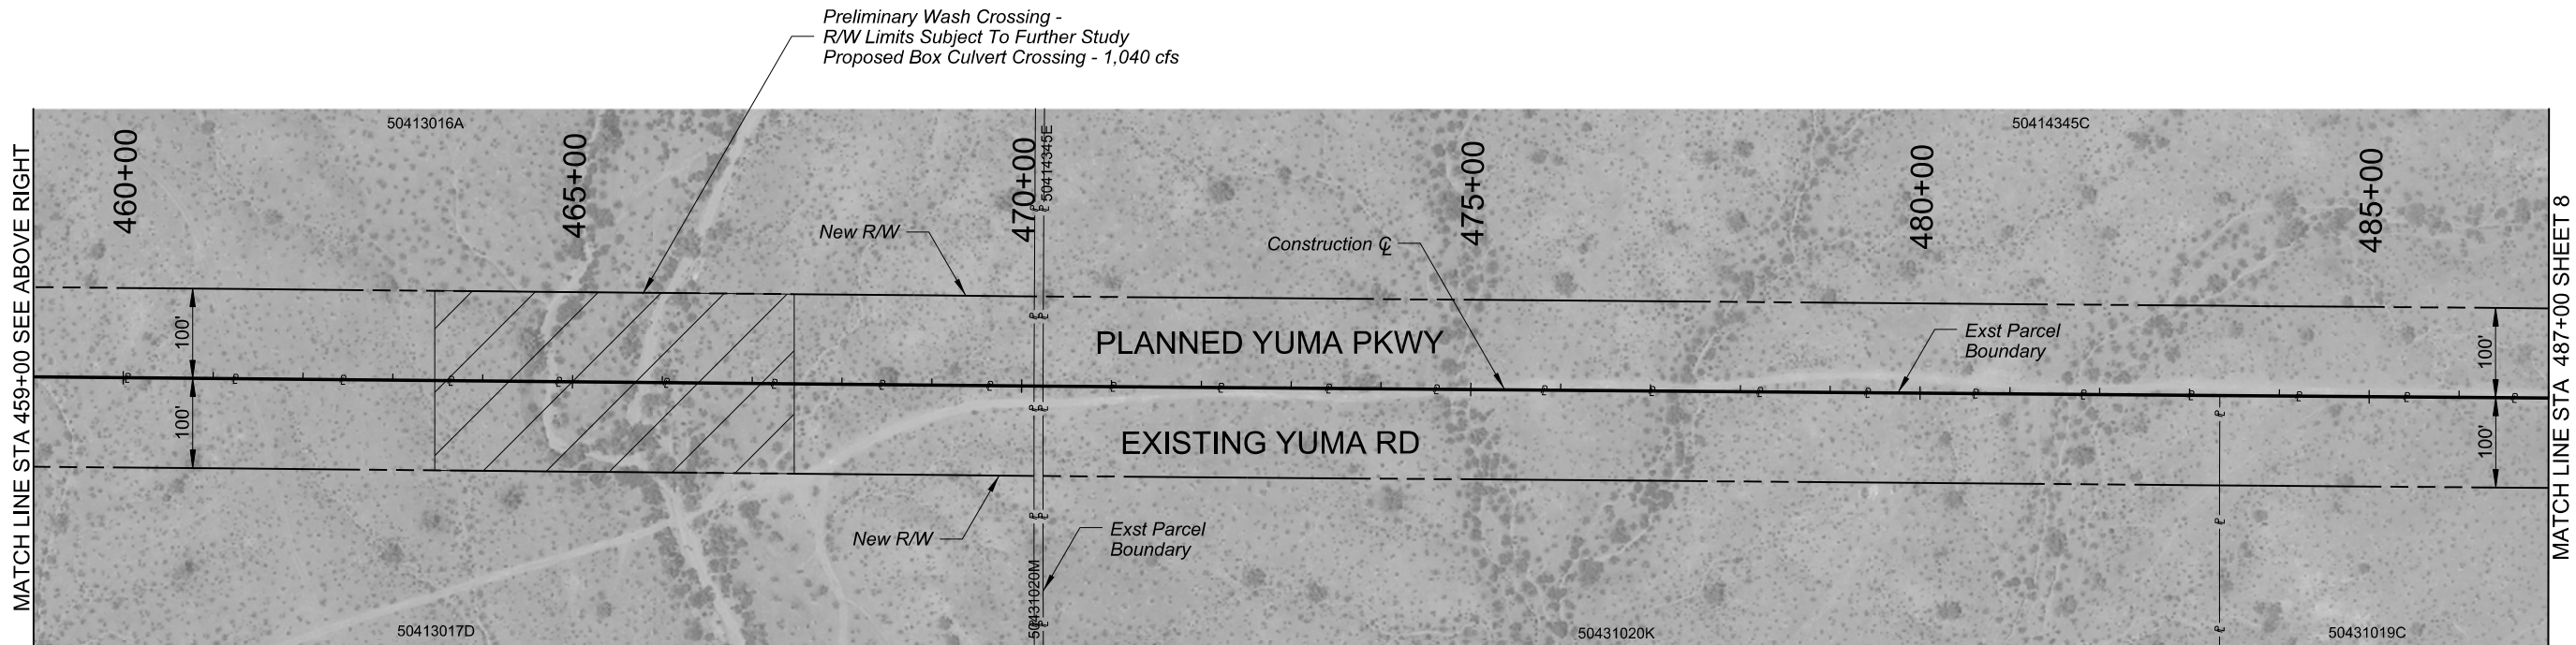 Preliminary Wash Crossing -
R/W Limits Subject To Further Study
Proposed Box Culvert Crossing - 1,040 cfs
MATCH LINE STA 459+00 SEE ABOVE RIGHT
50413016A
50414345C
460+00
465+00
470+00
50414345E
475+00
480+00
485+00
New R/W
Construction ℄
100'
100'
PLANNED YUMA PKWY
Exst Parcel
Boundary
100'
100'
EXISTING YUMA RD
New R/W
Exst Parcel
Boundary
50431020M
50413017D
50431020K
50431019C
MATCH LINE STA 487+00 SHEET 8